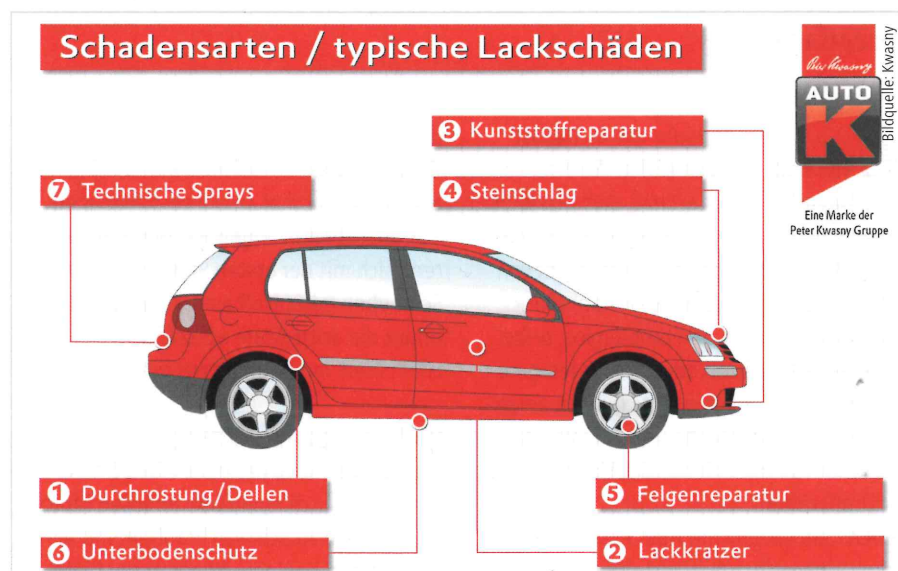 Schadensarten / typische Lackschäden
Bildquelle: Kwasny
AUTO
K
Eine Marke der
Peter Kwasny Gruppe
3 Kunststoffreparatur
7 Technische Sprays
4 Steinschlag
1 Durchrostung/Dellen
5 Felgenreparatur
6 Unterbodenschutz
2 Lackkratzer